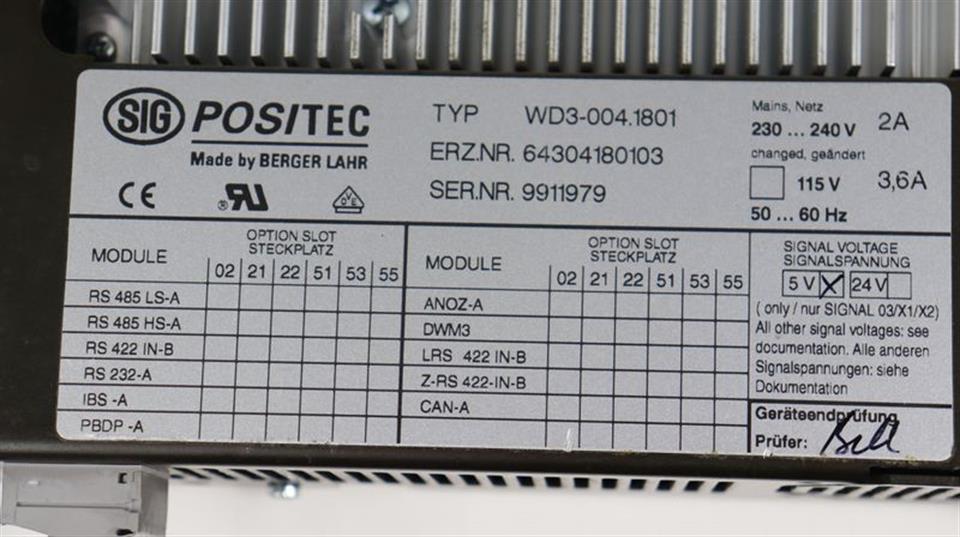 SIG POSITEC
Made by BERGER LAHR
CE ® RU VDE
TYP WD3-004.1801
ERZ.NR. 64304180103
SER.NR. 9911979
Mains, Netz
230 ... 240 V 2A
changed, geändert
115 V 3,6A
50 ... 60 Hz
MODULE OPTION SLOT
STECKPLATZ
02 21 22 51 53 55
RS 485 LS-A
RS 485 HS-A
RS 422 IN-B
RS 232-A
IBS -A
PBDP -A
MODULE OPTION SLOT
STECKPLATZ
02 21 22 51 53 55
ANOZ-A
DWM3
LRS 422 IN-B
Z-RS 422-IN-B
CAN-A
SIGNAL VOLTAGE
SIGNALSPANNUNG
5 V X 24 V
( only / nur SIGNAL 03/X1/X2)
All other signal voltages: see
documentation. Alle anderen
Signalspannungen: siehe
Dokumentation
Geräteendprüfung
Prüfer: